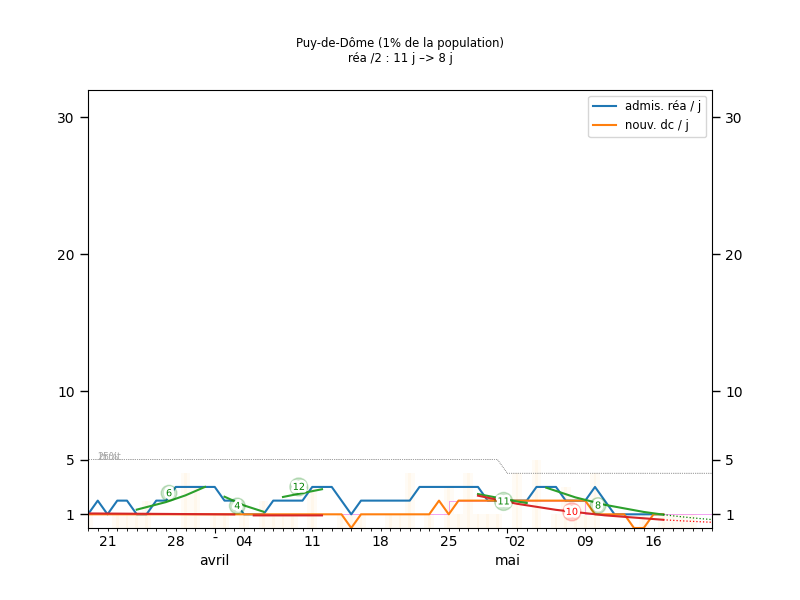 Puy-de-Dôme (1% de la population)
réa /2 : 11 j –> 8 j
admis. réa / j
nouv. dc / j
30 30
20 20
10 10
5 5
1 1
6 4 12 11 10 8
21 28 - 04 11 18 25 - 02 09 16
avril mai